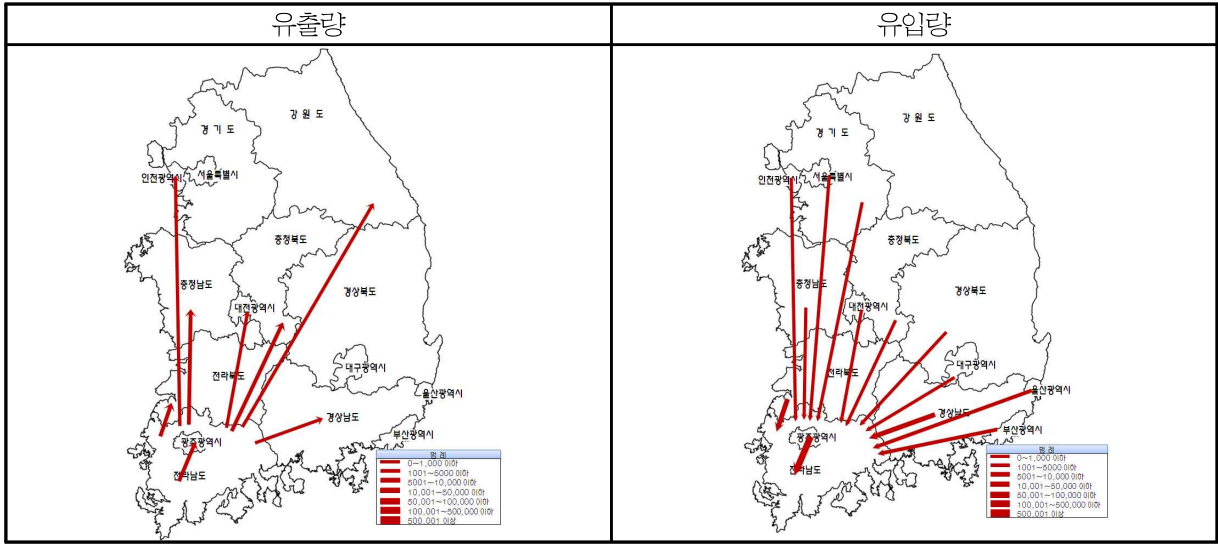 유출량
유입량
강 원 도
경 기 도
인천광역시
서울특별시
충청북도
충청남도
경상북도
대전광역시
전라북도
대구광역시
울산광역시
경상남도
부산광역시
광주광역시
전라남도
범 례
0~1,000 이하
1001~5000 이하
5001~10,000 이하
10,001~50,000 이하
50,001~100,000 이하
100,001~500,000 이하
500,001 이상
강 원 도
경 기 도
인천광역시
서울특별시
충청북도
충청남도
경상북도
대전광역시
전라북도
대구광역시
울산광역시
경상남도
부산광역시
광주광역시
전라남도
범 례
0~1,000 이하
1001~5000 이하
5001~10,000 이하
10,001~50,000 이하
50,001~100,000 이하
100,001~500,000 이하
500,001 이상